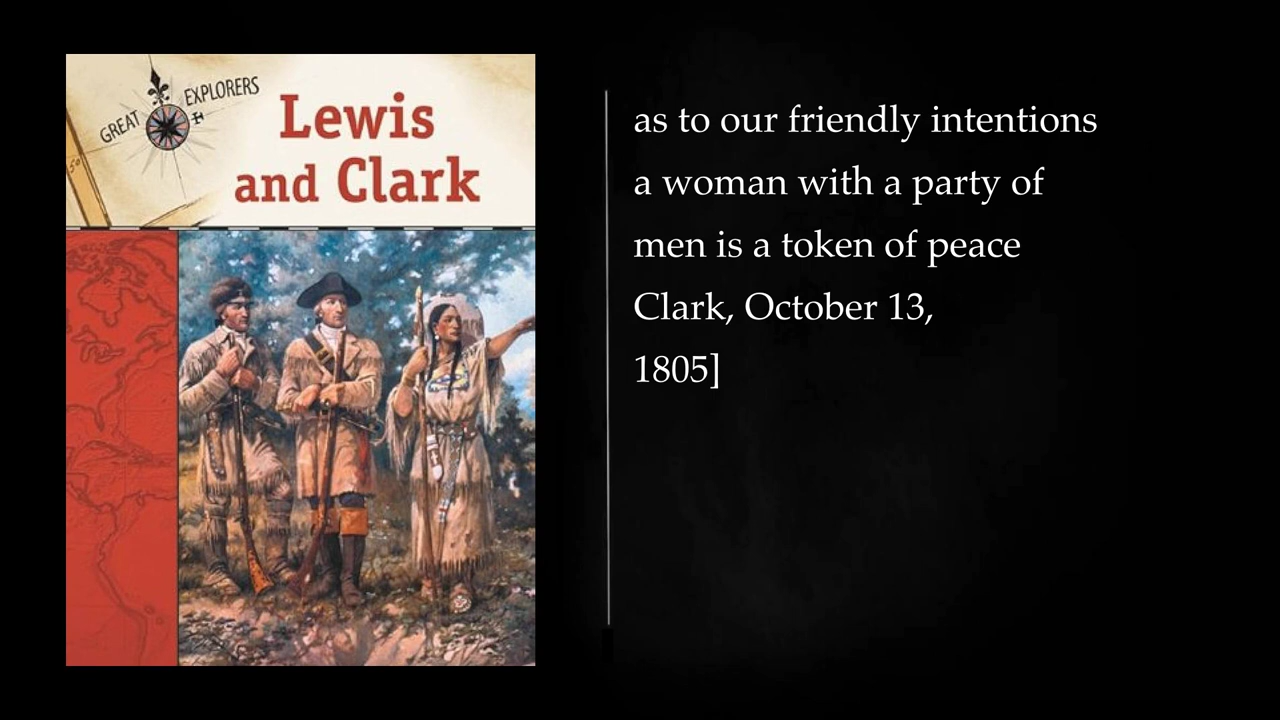 GREAT EXPLORERS
Lewis
and Clark
50
as to our friendly intentions
a woman with a party of
men is a token of peace
Clark, October 13,
1805]